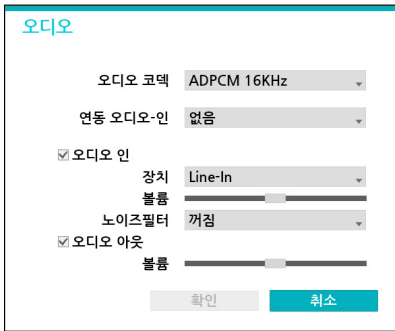 오디오
오디오 코덱 ADPCM 16KHz
연동 오디오-인 없음
오디오 인
장치 Line-In
볼륨
노이즈필터 꺼짐
오디오 아웃
볼륨
확인 취소